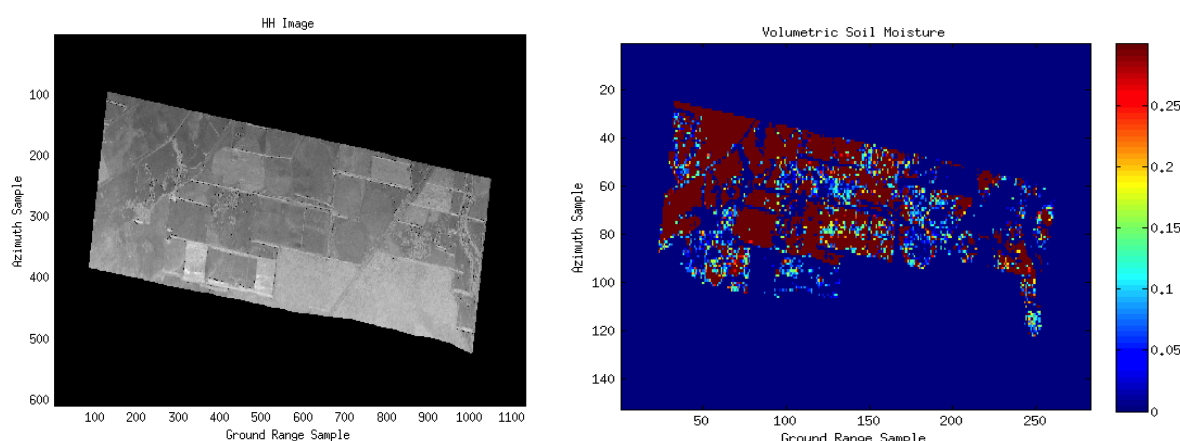 HH Image
100
200
300
400
500
600
Azimuth Sample
100 200 300 400 500 600 700 800 900 1000 1100
Ground Range Sample
Volumetric Soil Moisture
20
40
60
80
100
120
140
Azimuth Sample
50 100 150 200 250
Ground Range Sample
0.25
0.2
0.15
0.1
0.05
0